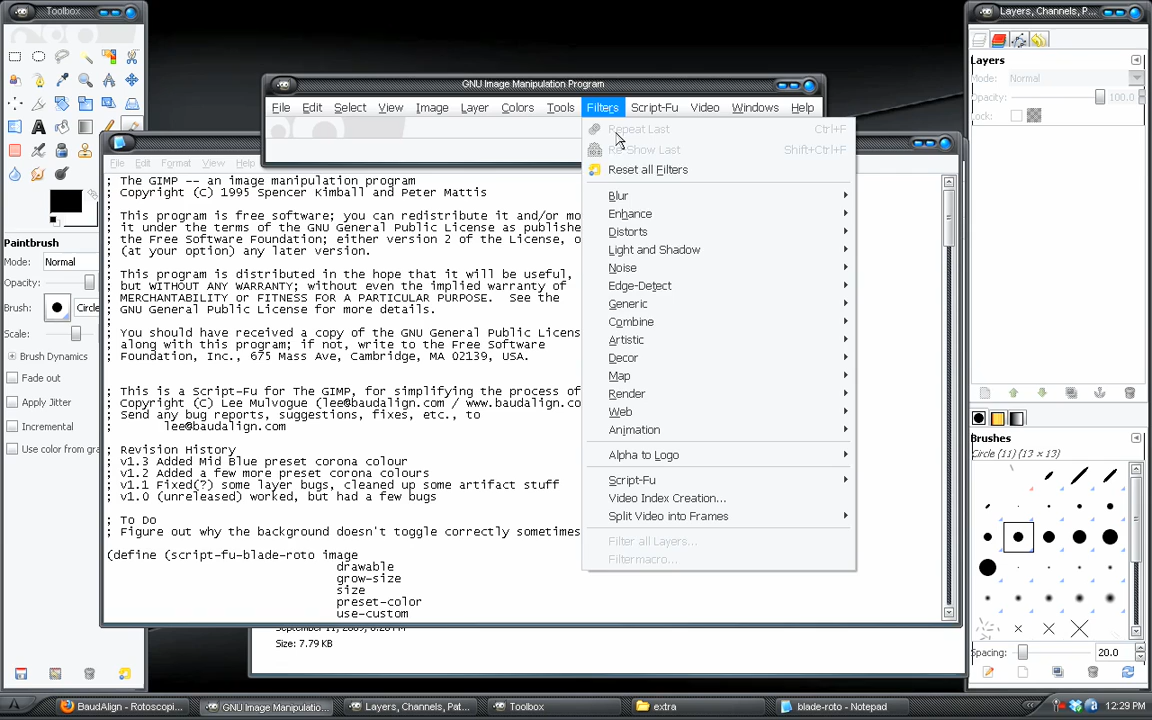 Toolbox
Paintbrush
Mode: Normal
Opacity:
Brush: Circle
Scale:
Brush Dynamics
Fade out
Apply Jitter
Incremental
Use color from gra
GNU Image Manipulation Program
File Edit Select View Image Layer Colors Tools Filters Script-Fu Video Windows Help
File Edit Format View Help
; The GIMP -- an image manipulation program
; Copyright (C) 1995 Spencer Kimball and Peter Mattis
; This program is free software; you can redistribute it and/or mo
; it under the terms of the GNU General Public License as publishe
; the Free Software Foundation; either version 2 of the License, o
; (at your option) any later version.
; This program is distributed in the hope that it will be useful,
; but WITHOUT ANY WARRANTY; without even the implied warranty of
; MERCHANTABILITY or FITNESS FOR A PARTICULAR PURPOSE.  See the
; GNU General Public License for more details.
; You should have received a copy of the GNU General Public Licens
; along with this program; if not, write to the Free Software
; Foundation, Inc., 675 Mass Ave, Cambridge, MA 02139, USA.
; This is a Script-Fu for The GIMP, for simplifying the process of
; Copyright (C) Lee Mulvogue (lee@baudalign.com / www.baudalign.co
; Send any bug reports, suggestions, fixes, etc., to
; lee@baudalign.com
; Revision History
; v1.3 Added Mid Blue preset corona colour
; v1.2 Added a few more preset corona colours
; v1.1 Fixed(?) some layer bugs, cleaned up some artifact stuff
; v1.0 (unreleased) worked, but had a few bugs
; To Do
; Figure out why the background doesn't toggle correctly sometimes
(define (script-fu-blade-roto image
drawable
grow-size
size
preset-color
use-custom
Size: 7.79 KB
Repeat Last Ctrl+F
Re-Show Last Shift+Ctrl+F
Reset all Filters
Blur
Enhance
Distorts
Light and Shadow
Noise
Edge-Detect
Generic
Combine
Artistic
Decor
Map
Render
Web
Animation
Alpha to Logo
Script-Fu
Video Index Creation...
Split Video into Frames
Filter all Layers...
Filtermacro...
Layers, Channels, P...
Layers
Mode: Normal
Opacity: 100.0
Lock:
Brushes
Circle (11) (13 × 13)
Spacing: 20.0
BaudAlign - Rotoscopi...
GNU Image Manipulatio...
Layers, Channels, Pat...
Toolbox
extra
blade-roto - Notepad
12:29 PM